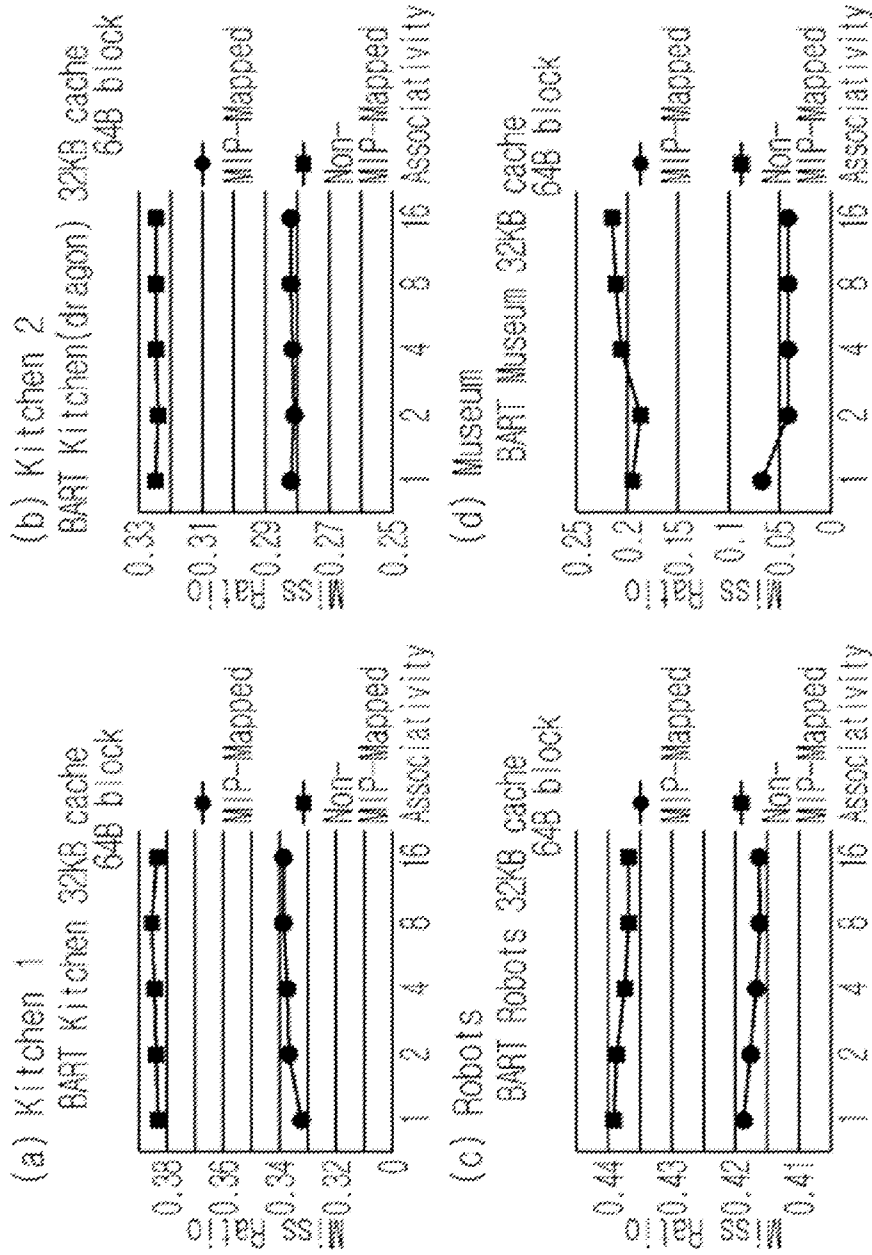 (a) Kitchen 1
BART Kitchen 32KB cache
64B block
Miss
Ratio
0.38
0.36
0.34
0.32
0
1 2 4 8 16 Associativity
MIP-Mapped
Non-
MIP-Mapped
(b) Kitchen 2
BART Kitchen(dragon) 32KB cache
64B block
Miss
Ratio
0.33
0.31
0.29
0.27
0.25
1 2 4 8 16 Associativity
MIP-Mapped
Non-
MIP-Mapped
(c) Robots
BART Robots 32KB cache
64B block
Miss
Ratio
0.44
0.43
0.42
0.41
1 2 4 8 16 Associativity
MIP-Mapped
Non-
MIP-Mapped
(d) Museum
BART Museum 32KB cache
64B block
Miss
Ratio
0.25
0.2
0.15
0.1
0.05
0
1 2 4 8 16 Associativity
MIP-Mapped
Non-
MIP-Mapped